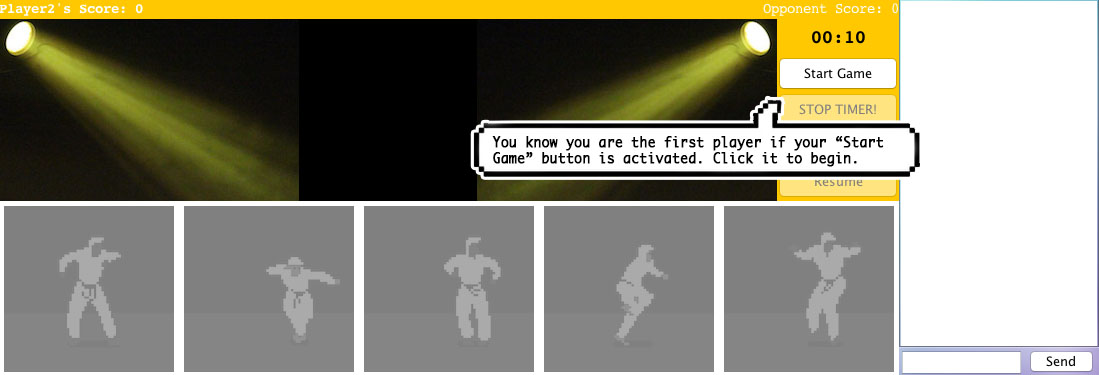 Player2's Score: 0
Opponent Score: 0
00:10
Start Game
STOP TIMER!
You know you are the first player if your “Start
Game” button is activated. Click it to begin.
Resume
Send